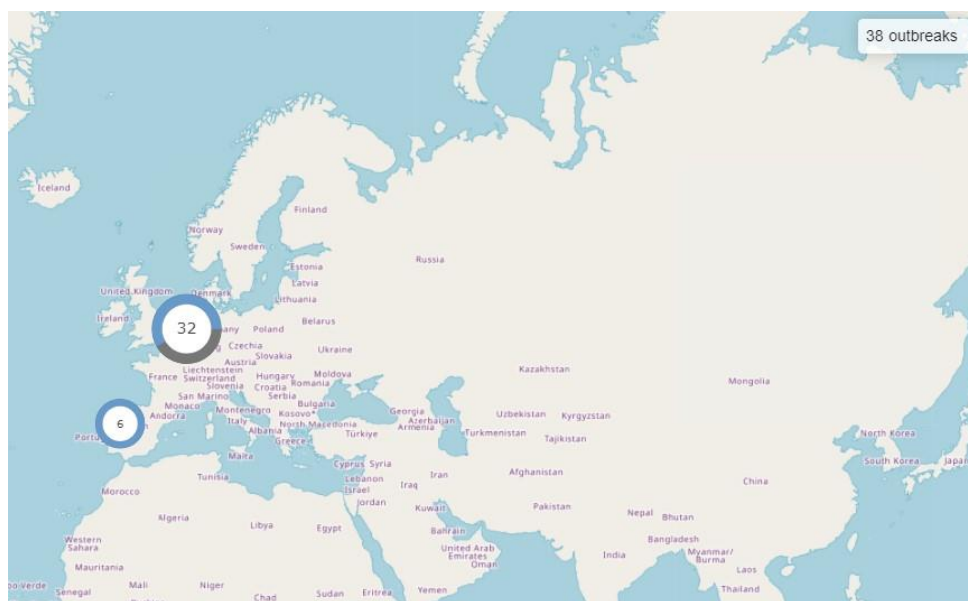 38 outbreaks
Iceland
Finland
Norway
Sweden
Russia
Estonia
Latvia
United Kingdom
Denmark
Lithuania
Ireland
32
Belarus
any
Poland
Czechia
Ukraine
Slovakia
Austria
Liechtenstein
France
Switzerland
Hungary
Moldova
Kazakhstan
Slovenia
Croatia
Romania
Mongolia
San Marino
Serbia
Monaco
Bulgaria
Andorra
Montenegro
Kosovo*
Georgia
Azerbaijan
Uzbekistan
Kyrgyzstan
6
Italy
North Macedonia
Armenia
Albania
Türkiye
Turkmenistan
Tajikistan
North Korea
Greece
Malta
South Korea
Japa
Cyprus
Syria
Tunisia
Lebanon
Iran
Afghanistan
China
Morocco
Israel
Iraq
Jordan
Kuwait
Pakistan
Nepal
Bhutan
Algeria
Libya
Egypt
Bahrain
Bangladesh
Western
Sahara
United Arab
Emirates
Oman
India
Myanmar/
Burma
Mauritania
Laos
Mali
Niger
Chad
Sudan
Eritrea
Yemen
Thailand
Senegal